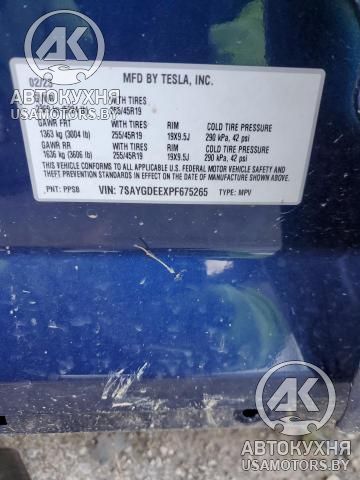 02/23
MFD BY TESLA, INC.
WITH TIRES
255/45R19
GAWR FRT
WITH TIRES
RIM
COLD TIRE PRESSURE
1363 kg (3004 lb)
255/45R19
19X9.5J
290 kPa, 42 psi
GAWR RR
WITH TIRES
RIM
COLD TIRE PRESSURE
1636 kg (3606 lb)
255/45R19
19X9.5J
290 kPa, 42 psi
THIS VEHICLE CONFORMS TO ALL APPLICABLE U.S.
FEDERAL MOTOR VEHICLE SAFETY
AND THEFT PREVENTION STANDARDS IN EFFECT ON THE DATE OF MANUFACTURE SHOWN ABOVE.
PNT: PPSB
VIN: 7SAYGDEEXPF675265
TYPE: MPV
АК
АВТОКУХНЯ
USAMOTORS.BY
АК
АВТОКУХНЯ
USAMOTORS.BY